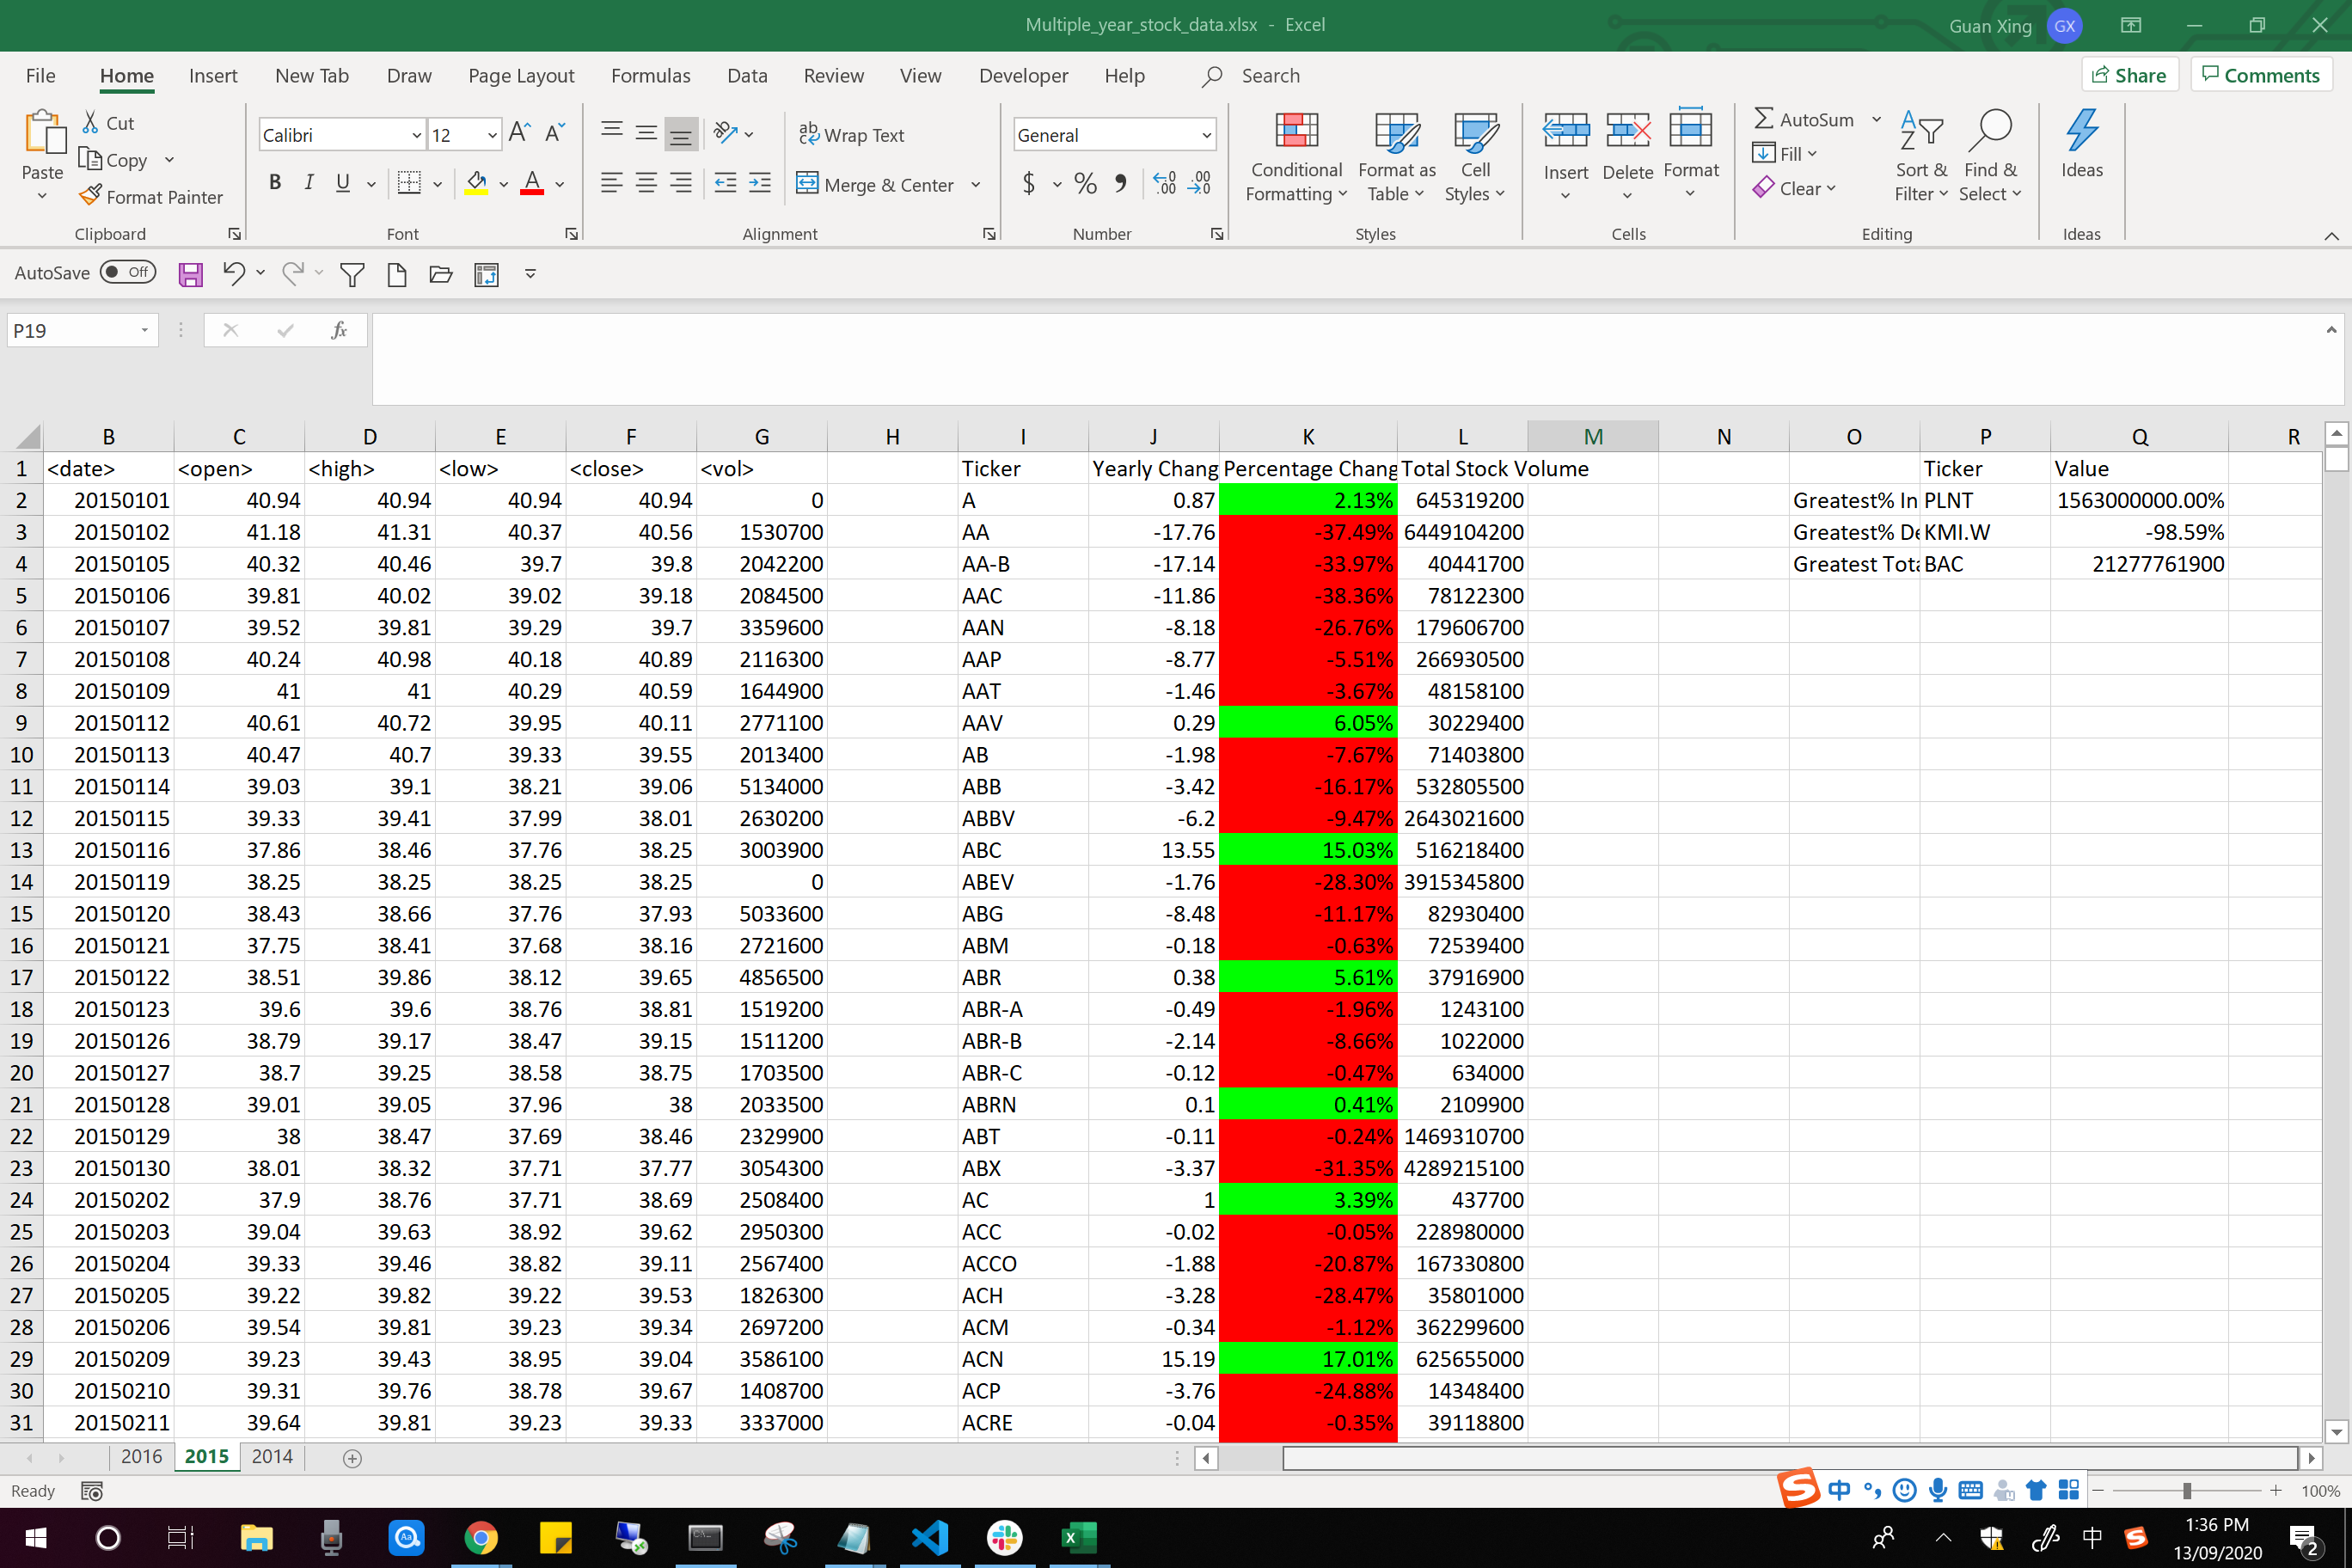 Multiple_year_stock_data.xlsx - Excel
Guan Xing GX
File Home Insert New Tab Draw Page Layout Formulas Data Review View Developer Help Search Share Comments
Paste Cut Copy Format Painter Clipboard
Calibri 12 B I U A Font
Wrap Text Merge & Center Alignment
General $ % Number
Conditional Formatting Format as Table Cell Styles Styles
Insert Delete Format Cells
AutoSum Fill Clear Sort & Filter Find & Select Editing
Ideas Ideas
AutoSave Off
P19 fx
B C D E F G H I J K L M N O P Q R
1 <date> <open> <high> <low> <close> <vol> Ticker Yearly Chang Percentage Chang Total Stock Volume Ticker Value
2 20150101 40.94 40.94 40.94 40.94 0 A 0.87 2.13% 645319200 Greatest% In PLNT 1563000000.00%
3 20150102 41.18 41.31 40.37 40.56 1530700 AA -17.76 -37.49% 6449104200 Greatest% De KMI.W -98.59%
4 20150105 40.32 40.46 39.7 39.8 2042200 AA-B -17.14 -33.97% 40441700 Greatest Tota BAC 21277761900
5 20150106 39.81 40.02 39.02 39.18 2084500 AAC -11.86 -38.36% 78122300
6 20150107 39.52 39.81 39.29 39.7 3359600 AAN -8.18 -26.76% 179606700
7 20150108 40.24 40.98 40.18 40.89 2116300 AAP -8.77 -5.51% 266930500
8 20150109 41 41 40.29 40.59 1644900 AAT -1.46 -3.67% 48158100
9 20150112 40.61 40.72 39.95 40.11 2771100 AAV 0.29 6.05% 30229400
10 20150113 40.47 40.7 39.33 39.55 2013400 AB -1.98 -7.67% 71403800
11 20150114 39.03 39.1 38.21 39.06 5134000 ABB -3.42 -16.17% 532805500
12 20150115 39.33 39.41 37.99 38.01 2630200 ABBV -6.2 -9.47% 2643021600
13 20150116 37.86 38.46 37.76 38.25 3003900 ABC 13.55 15.03% 516218400
14 20150119 38.25 38.25 38.25 38.25 0 ABEV -1.76 -28.30% 3915345800
15 20150120 38.43 38.66 37.76 37.93 5033600 ABG -8.48 -11.17% 82930400
16 20150121 37.75 38.41 37.68 38.16 2721600 ABM -0.18 -0.63% 72539400
17 20150122 38.51 39.86 38.12 39.65 4856500 ABR 0.38 5.61% 37916900
18 20150123 39.6 39.6 38.76 38.81 1519200 ABR-A -0.49 -1.96% 1243100
19 20150126 38.79 39.17 38.47 39.15 1511200 ABR-B -2.14 -8.66% 1022000
20 20150127 38.7 39.25 38.58 38.75 1703500 ABR-C -0.12 -0.47% 634000
21 20150128 39.01 39.05 37.96 38 2033500 ABRN 0.1 0.41% 2109900
22 20150129 38 38.47 37.69 38.46 2329900 ABT -0.11 -0.24% 1469310700
23 20150130 38.01 38.32 37.71 37.77 3054300 ABX -3.37 -31.35% 4289215100
24 20150202 37.9 38.76 37.71 38.69 2508400 AC 1 3.39% 437700
25 20150203 39.04 39.63 38.92 39.62 2950300 ACC -0.02 -0.05% 228980000
26 20150204 39.33 39.46 38.82 39.11 2567400 ACCO -1.88 -20.87% 167330800
27 20150205 39.22 39.82 39.22 39.53 1826300 ACH -3.28 -28.47% 35801000
28 20150206 39.54 39.81 39.23 39.34 2697200 ACM -0.34 -1.12% 362299600
29 20150209 39.23 39.43 38.95 39.04 3586100 ACN 15.19 17.01% 625655000
30 20150210 39.31 39.76 38.78 39.67 1408700 ACP -3.76 -24.88% 14348400
31 20150211 39.64 39.81 39.23 39.33 3337000 ACRE -0.04 -0.35% 39118800
2016 2015 2014
Ready 中 100%
中 1:36 PM
13/09/2020 2